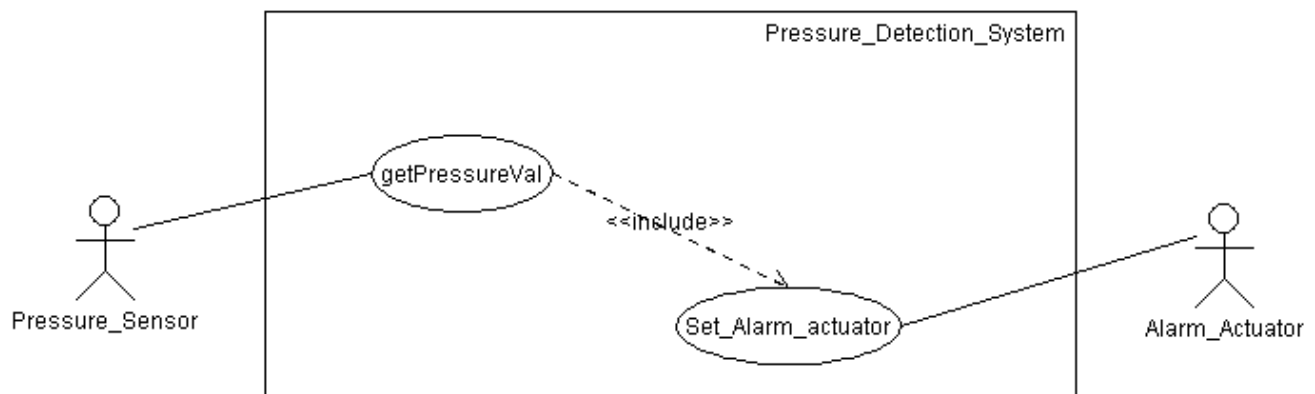 Pressure_Detection_System
getPressureVal
<<include>>
Pressure_Sensor
Set_Alarm_actuator
Alarm_Actuator